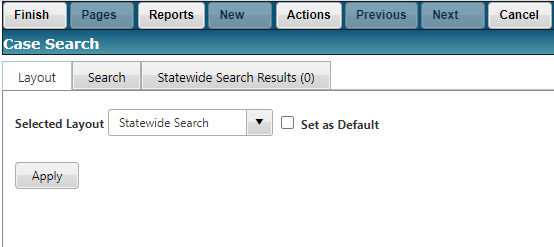 Finish Pages Reports New Actions Previous Next Cancel
Case Search
Layout Search Statewide Search Results (0)
Selected Layout Statewide Search Set as Default
Apply